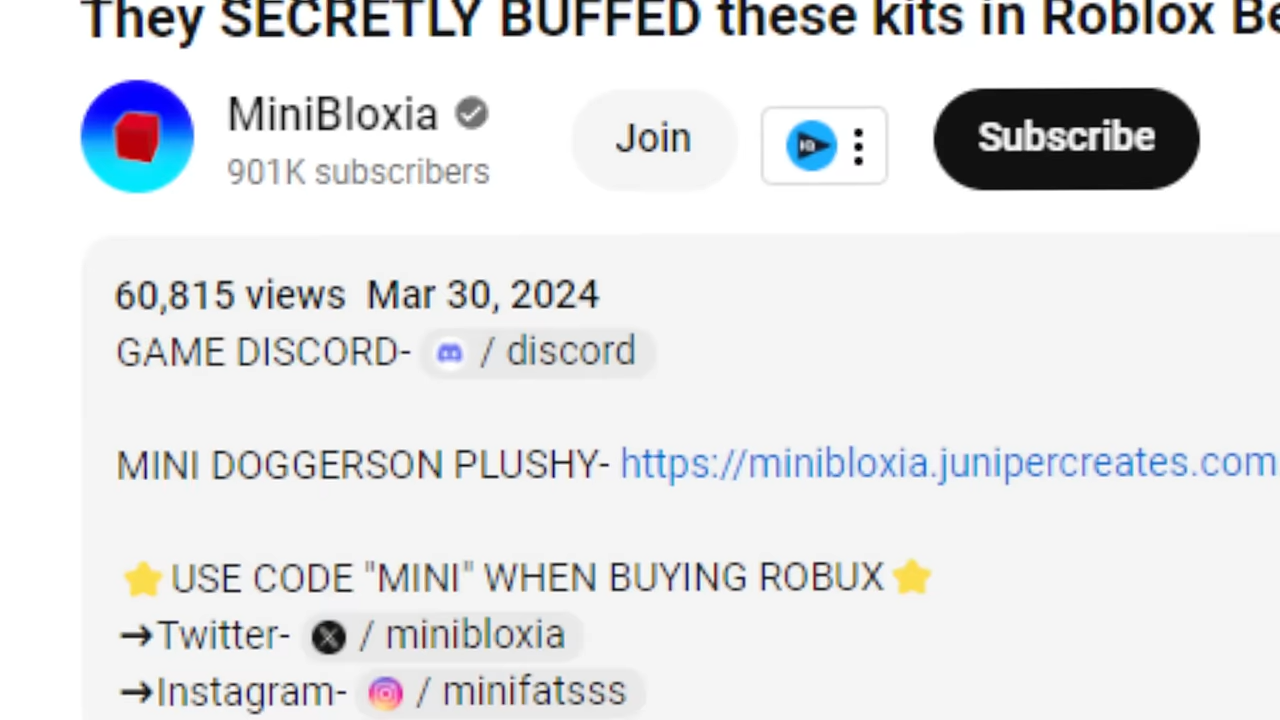 They SECRETLY BUFFED these kits in Roblox Be
MiniBloxia
901K subscribers
Join
Subscribe
60,815 views Mar 30, 2024
GAME DISCORD- / discord
MINI DOGGERSON PLUSHY- https://minibloxia.junipercreates.com
⭐USE CODE "MINI" WHEN BUYING ROBUX⭐
➞Twitter- / minibloxia
➞Instagram- / minifatsss